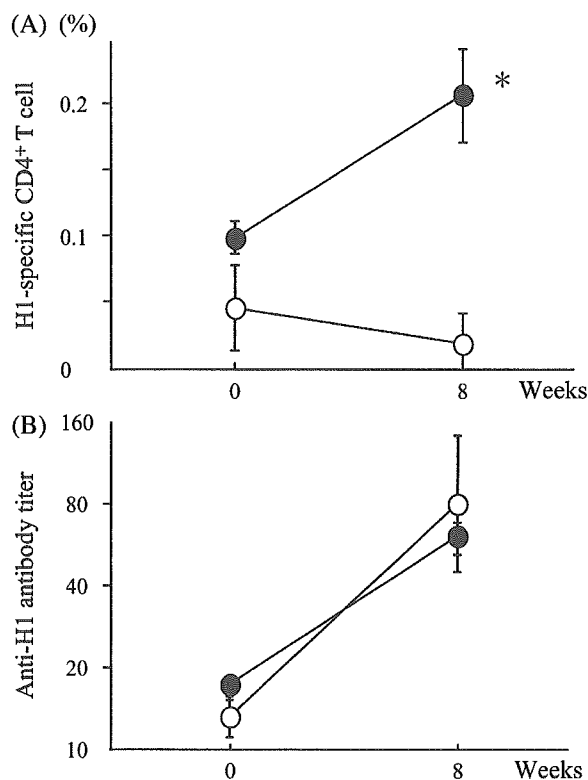 (A) (%)
H1-specific CD4⁺ T cell
0.2
*
0.1
0
0 8 Weeks
(B) 160
Anti-H1 antibody titer
80
40
20
10
0 8 Weeks